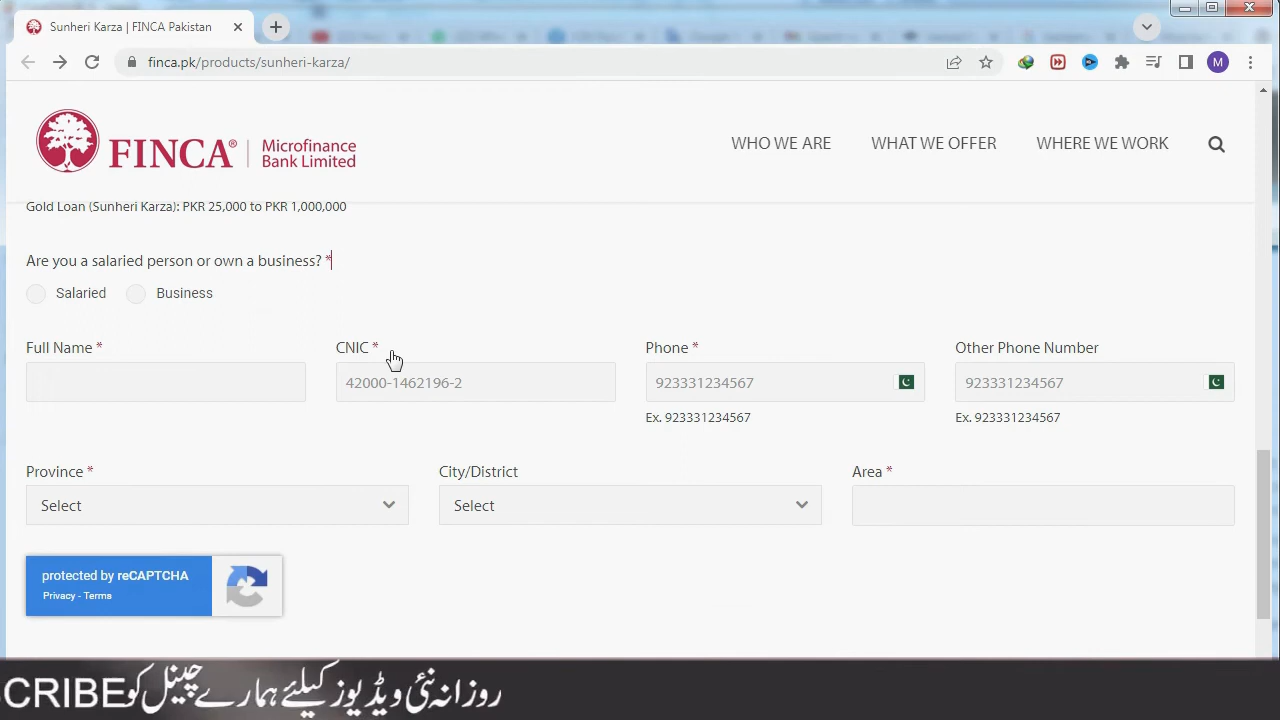 Sunheri Karza | FINCA Pakistan
finca.pk/products/sunheri-karza/
M
FINCA® Microfinance Bank Limited
WHO WE ARE WHAT WE OFFER WHERE WE WORK
Gold Loan (Sunheri Karza): PKR 25,000 to PKR 1,000,000
Are you a salaried person or own a business? *
Salaried Business
Full Name * CNIC * Phone * Other Phone Number
42000-1462196-2 923331234567 923331234567
Ex. 923331234567 Ex. 923331234567
Province * City/District Area *
Select Select
protected by reCAPTCHA
Privacy - Terms
روزانہ نئی ویڈیوز کیلئے ہمارے چینل کو CRIBE